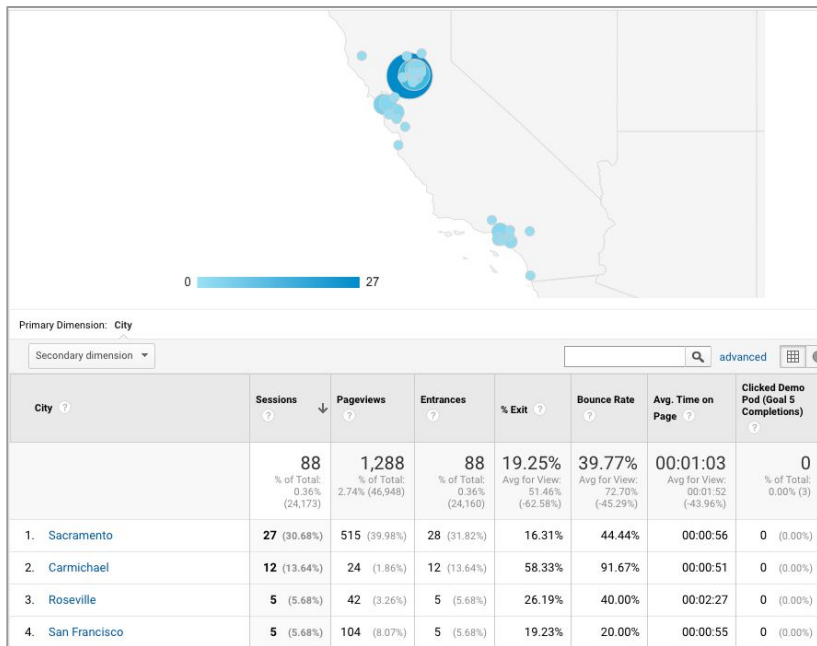 0 27
Primary Dimension: City
Secondary dimension
advanced
City ? Sessions ? Pageviews ? Entrances ? % Exit ? Bounce Rate ? Avg. Time on Page ? Clicked Demo Pod (Goal 5 Completions) ?
88 1,288 88 19.25% 39.77% 00:01:03 0
% of Total: 0.36% (24,173) % of Total: 2.74% (46,948) % of Total: 0.36% (24,160) Avg for View: 51.46% (-62.58%) Avg for View: 72.70% (-45.29%) Avg for View: 00:01:52 (-43.96%) % of Total: 0.00% (3)
1. Sacramento 27 (30.68%) 515 (39.98%) 28 (31.82%) 16.31% 44.44% 00:00:56 0 (0.00%)
2. Carmichael 12 (13.64%) 24 (1.86%) 12 (13.64%) 58.33% 91.67% 00:00:51 0 (0.00%)
3. Roseville 5 (5.68%) 42 (3.26%) 5 (5.68%) 26.19% 40.00% 00:02:27 0 (0.00%)
4. San Francisco 5 (5.68%) 104 (8.07%) 5 (5.68%) 19.23% 20.00% 00:00:55 0 (0.00%)